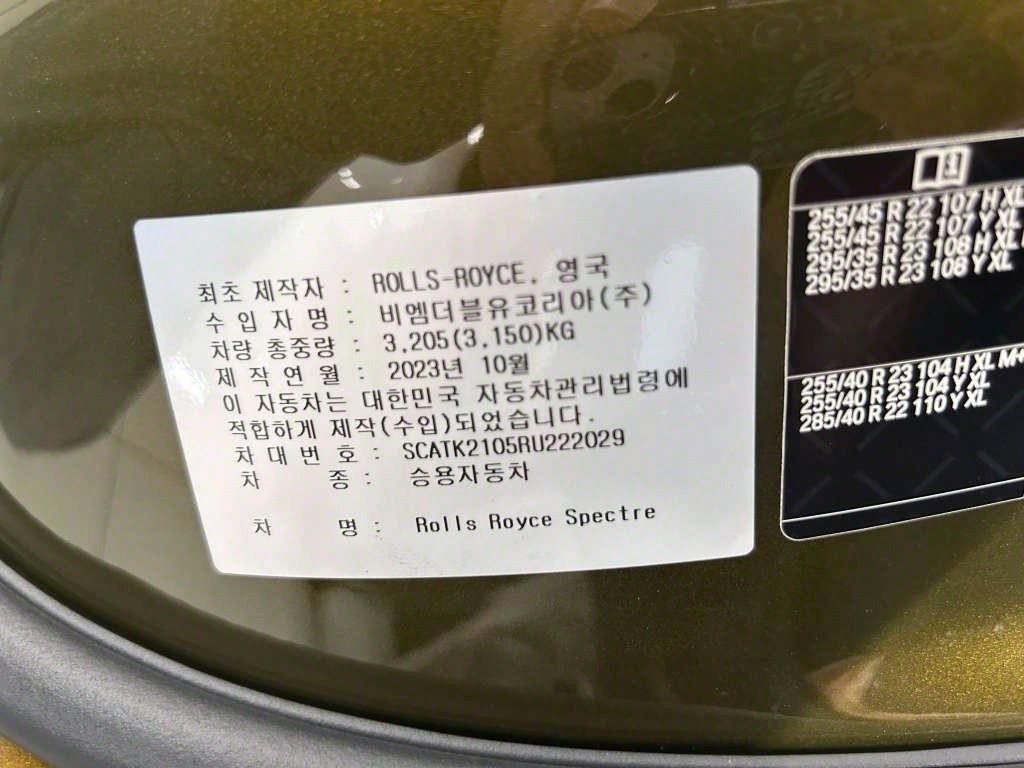 최초 제작자 : ROLLS-ROYCE, 영국
수 입 자 명 : 비엠더블유코리아(주)
차량 총중량 : 3,205(3,150)KG
제 작 연 월 : 2023년 10월
이 자동차는 대한민국 자동차관리법령에
적합하게 제작(수입)되었습니다.
차 대 번 호 : SCATK2105RU222029
차 종 : 승용자동차
차 명 : Rolls Royce Spectre
255/45 R 22 107 H XL
255/45 R 22 107 Y XL
295/35 R 23 108 H XL
295/35 R 23 108 Y XL
255/40 R 23 104 H XL M+
255/40 R 23 104 Y XL
285/40 R 22 110 Y XL